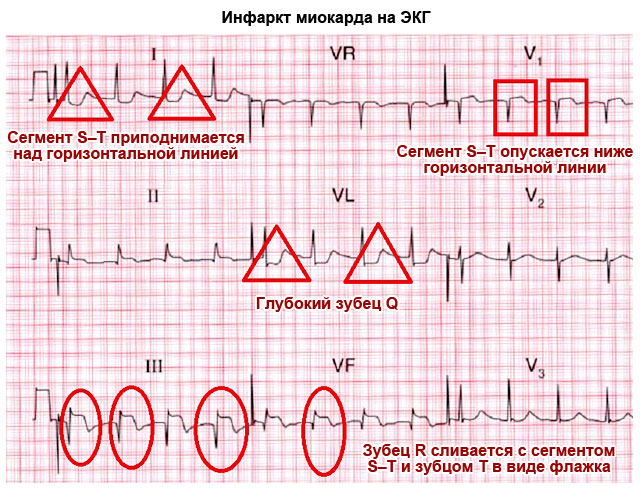 Инфаркт миокарда на ЭКГ
I
VR
V1
Сегмент S–T приподнимается
над горизонтальной линией
Сегмент S–T опускается ниже
горизонтальной линии
II
VL
V2
Глубокий зубец Q
III
VF
V3
Зубец R сливается с сегментом
S–T и зубцом T в виде флажка